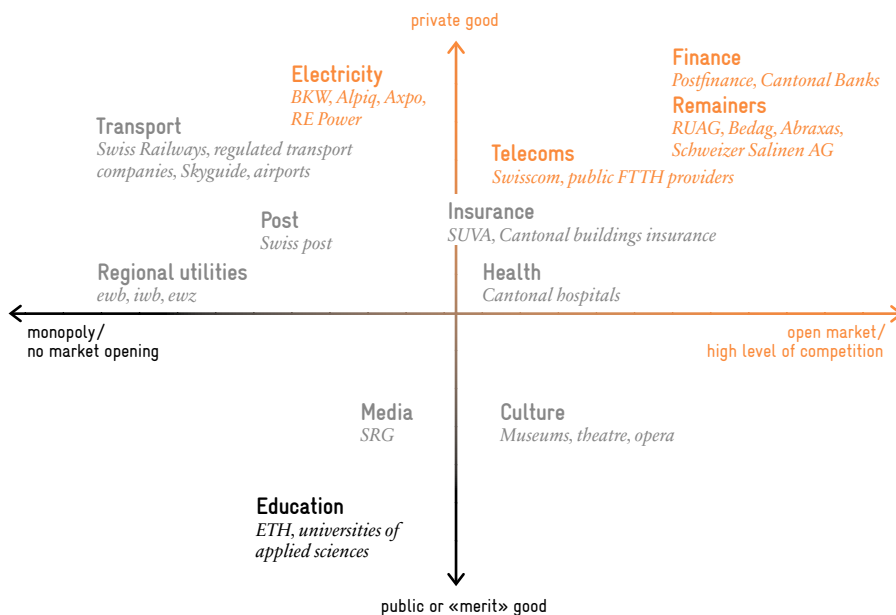 private good
Finance
Postfinance, Cantonal Banks
Electricity
BKW, Alpiq, Axpo,
RE Power
Remainers
RUAG, Bedag, Abraxas,
Schweizer Salinen AG
Transport
Swiss Railways, regulated transport
companies, Skyguide, airports
Telecoms
Swisscom, public FTTH providers
Post
Swiss post
Insurance
SUVA, Cantonal buildings insurance
Regional utilities
ewb, iwb, ewz
Health
Cantonal hospitals
monopoly/
no market opening
open market/
high level of competition
Media
SRG
Culture
Museums, theatre, opera
Education
ETH, universities of
applied sciences
public or «merit» good